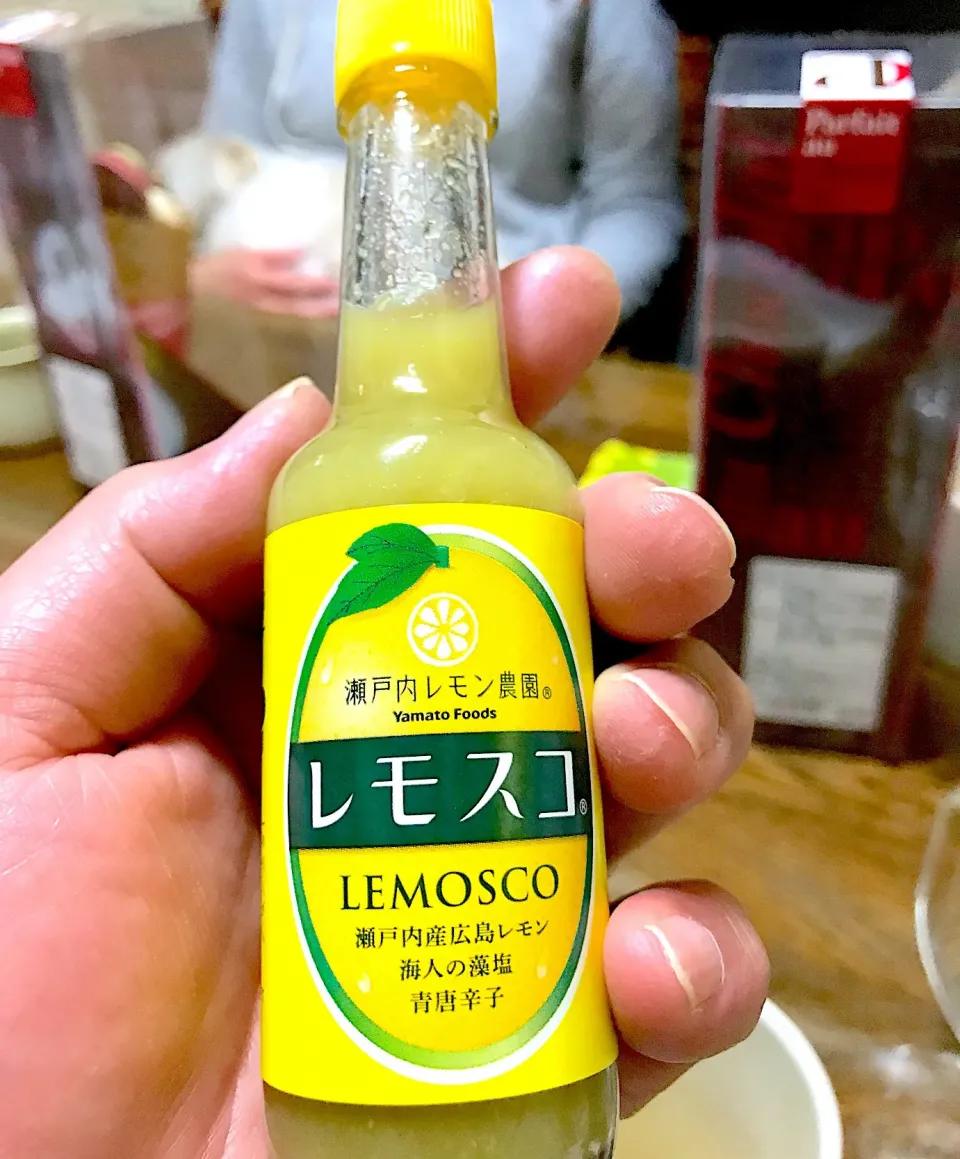 Parfait
瀬戸内レモン農園®
Yamato Foods
レモスコ®
LEMOSCO
瀬戸内産広島レモン
海人の藻塩
青唐辛子